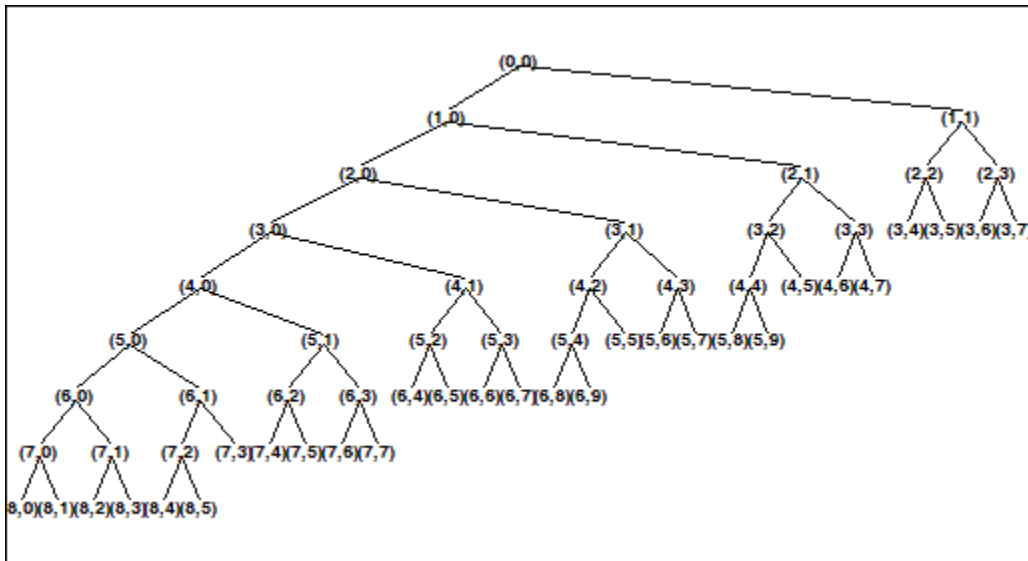 (0,0)
(1,0) (1,1)
(2,0) (2,1) (2,2) (2,3)
(3,0) (3,1) (3,2) (3,3) (3,4)(3,5)(3,6)(3,7)
(4,0) (4,1) (4,2) (4,3) (4,4) (4,5)(4,6)(4,7)
(5,0) (5,1) (5,2) (5,3) (5,4) (5,5)(5,6)(5,7)(5,8)(5,9)
(6,0) (6,1) (6,2) (6,3) (6,4)(6,5)(6,6)(6,7)(6,8)(6,9)
(7,0) (7,1) (7,2) (7,3)(7,4)(7,5)(7,6)(7,7)
8,0)(8,1)(8,2)(8,3)(8,4)(8,5)